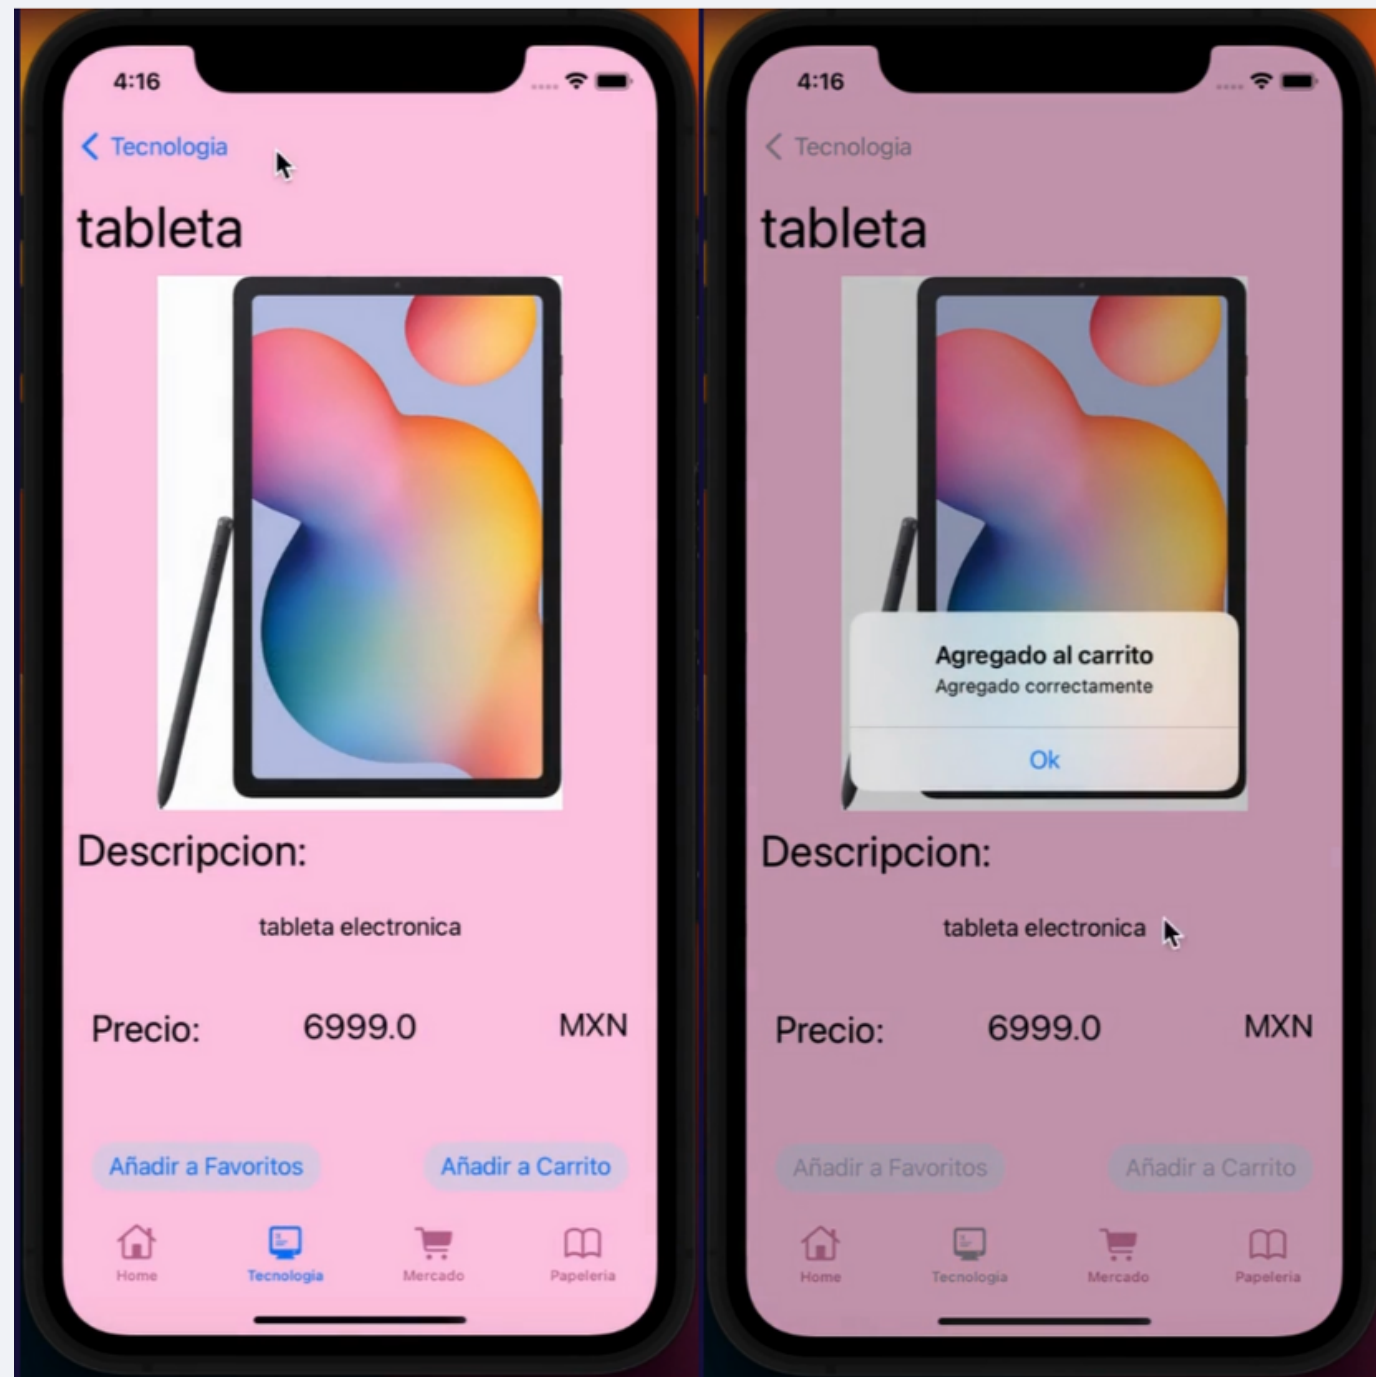 4:16
Tecnologia
tableta
Descripcion:
tableta electronica
Precio: 6999.0 MXN
Añadir a Favoritos Añadir a Carrito
Home Tecnologia Mercado Papeleria
4:16
Tecnologia
tableta
Agregado al carrito
Agregado correctamente
Ok
Descripcion:
tableta electronica
Precio: 6999.0 MXN
Añadir a Favoritos Añadir a Carrito
Home Tecnologia Mercado Papeleria